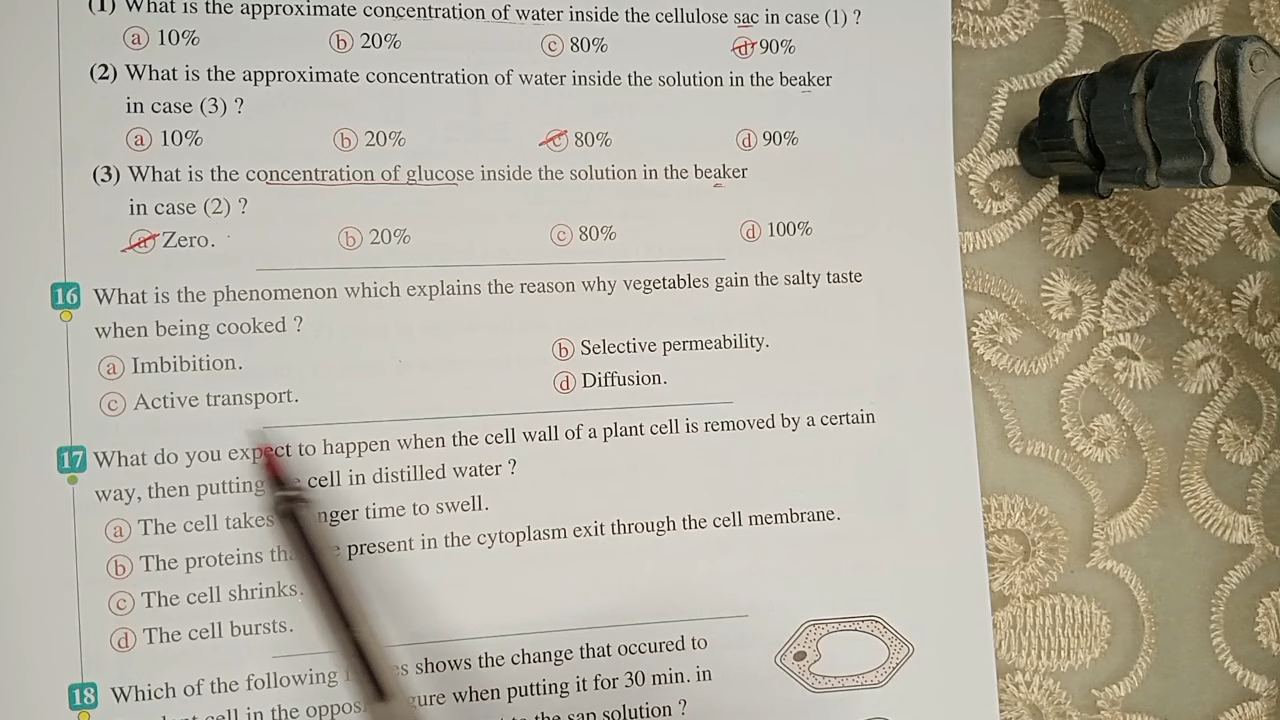 (1) What is the approximate concentration of water inside the cellulose sac in case (1) ?
a 10% b 20% c 80% d 90%
(2) What is the approximate concentration of water inside the solution in the beaker
in case (3) ?
a 10% b 20% c 80% d 90%
(3) What is the concentration of glucose inside the solution in the beaker
in case (2) ?
a Zero. b 20% c 80% d 100%
16 What is the phenomenon which explains the reason why vegetables gain the salty taste
when being cooked ?
a Imbibition. b Selective permeability.
c Active transport. d Diffusion.
17 What do you expect to happen when the cell wall of a plant cell is removed by a certain
way, then putting cell in distilled water ?
a The cell takes time to swell.
b The proteins present in the cytoplasm exit through the cell membrane.
c The cell shrinks.
d The cell bursts.
18 Which of the following shows the change that occured to
cell in the when putting it for 30 min. in
the sap solution ?